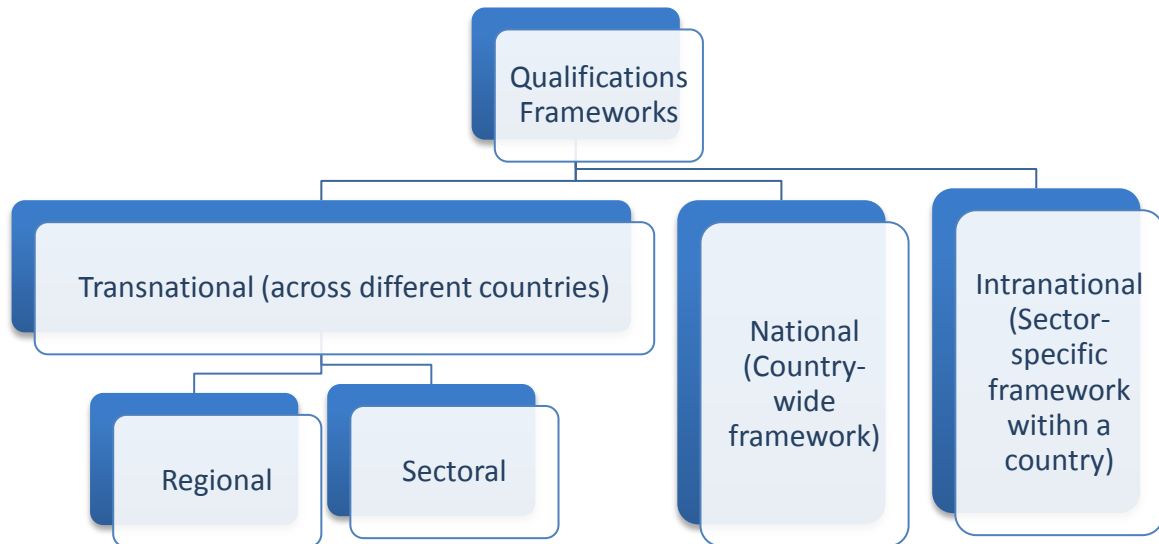 Qualifications
Frameworks
Transnational (across different countries)
Regional
Sectoral
National
(Country-
wide
framework)
Intranational
(Sector-
specific
framework
witihn a
country)